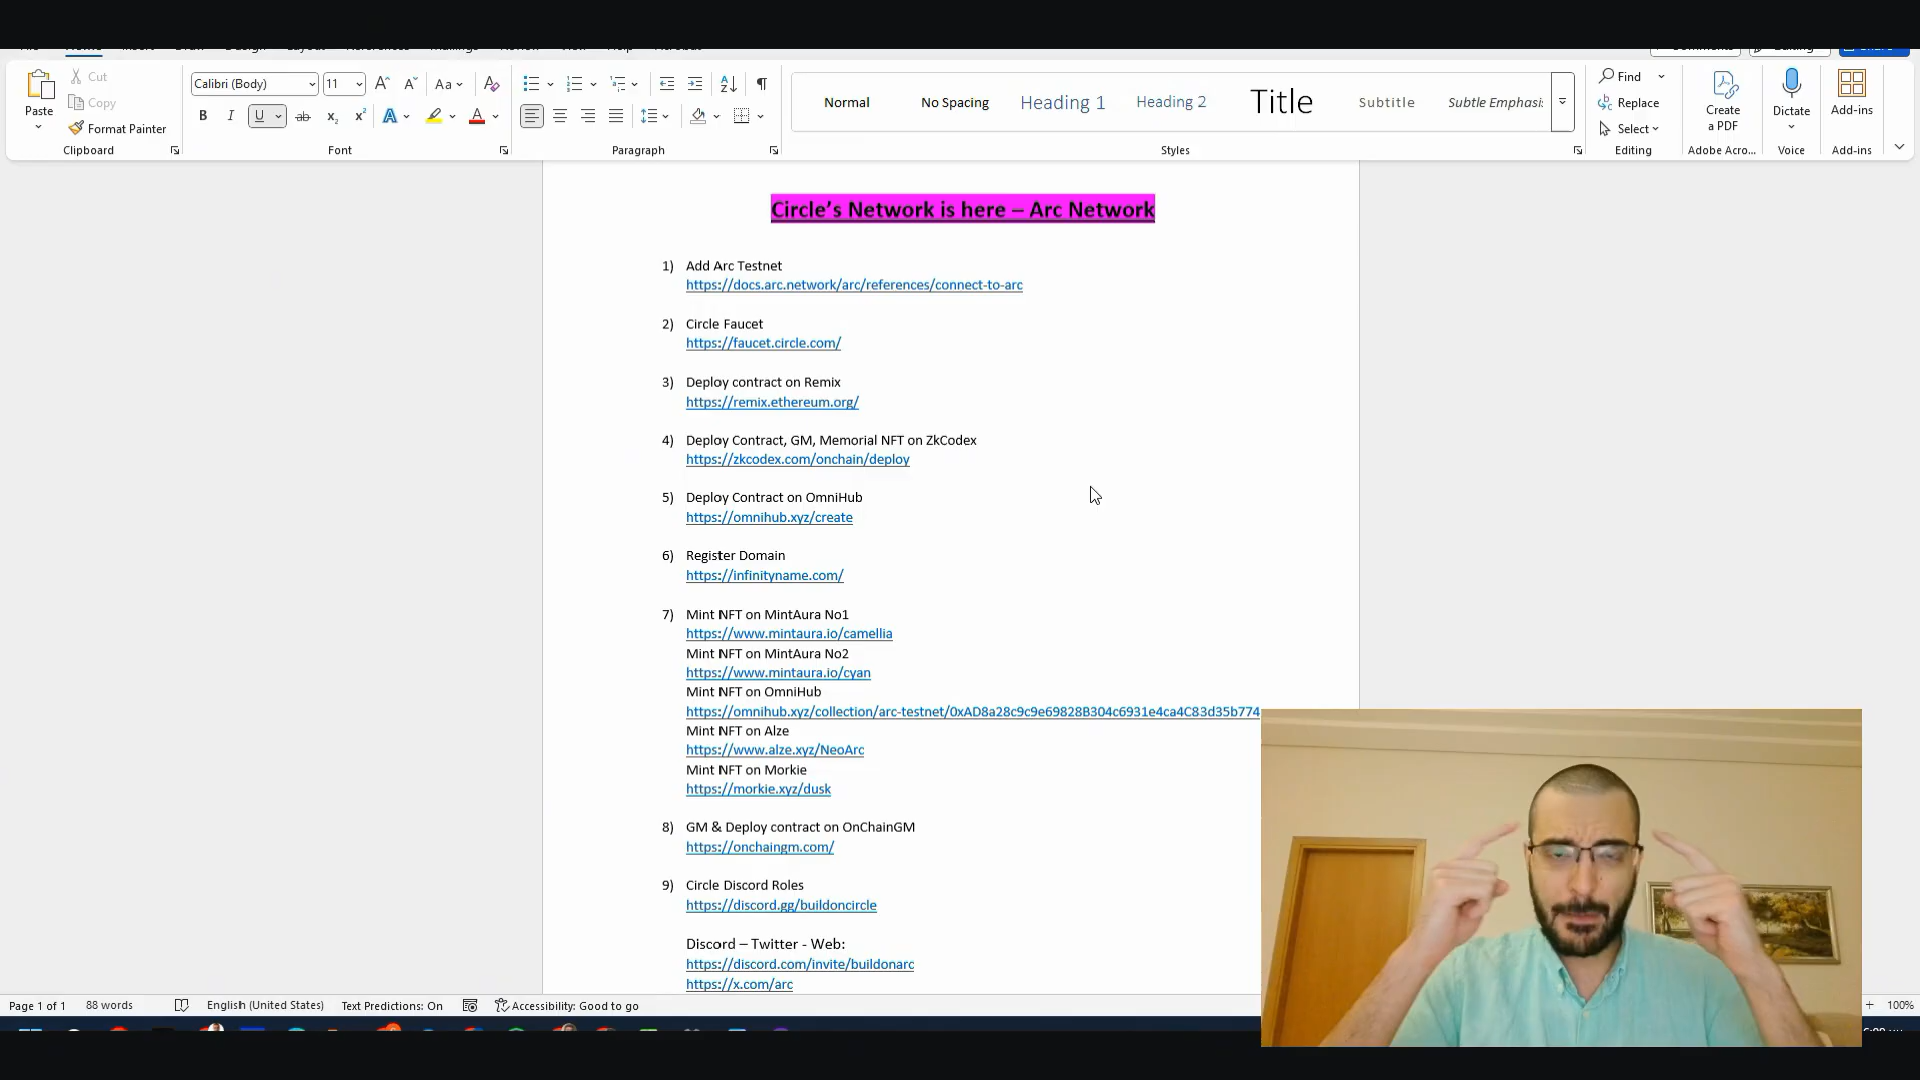 Paste
Cut
Copy
Format Painter
Clipboard
Calibri (Body)
11
Font
Paragraph
Normal
No Spacing
Heading 1
Heading 2
Title
Subtitle
Subtle Emphasi:
Styles
Find
Replace
Select
Editing
Create
a PDF
Adobe Acro...
Dictate
Voice
Add-ins
Add-ins
Circle’s Network is here – Arc Network
1) Add Arc Testnet
https://docs.arc.network/arc/references/connect-to-arc
2) Circle Faucet
https://faucet.circle.com/
3) Deploy contract on Remix
https://remix.ethereum.org/
4) Deploy Contract, GM, Memorial NFT on ZkCodex
https://zkcodex.com/onchain/deploy
5) Deploy Contract on OmniHub
https://omnihub.xyz/create
6) Register Domain
https://infinityname.com/
7) Mint NFT on MintAura No1
https://www.mintaura.io/camellia
Mint NFT on MintAura No2
https://www.mintaura.io/cyan
Mint NFT on OmniHub
https://omnihub.xyz/collection/arc-testnet/0xAD8a28c9c9e69828B304c6931e4ca4C83d35b774
Mint NFT on Alze
https://www.alze.xyz/NeoArc
Mint NFT on Morkie
https://morkie.xyz/dusk
8) GM & Deploy contract on OnChainGM
https://onchaingm.com/
9) Circle Discord Roles
https://discord.gg/buildoncircle
Discord – Twitter - Web:
https://discord.com/invite/buildonarc
https://x.com/arc
Page 1 of 1
88 words
English (United States)
Text Predictions: On
Accessibility: Good to go
100%